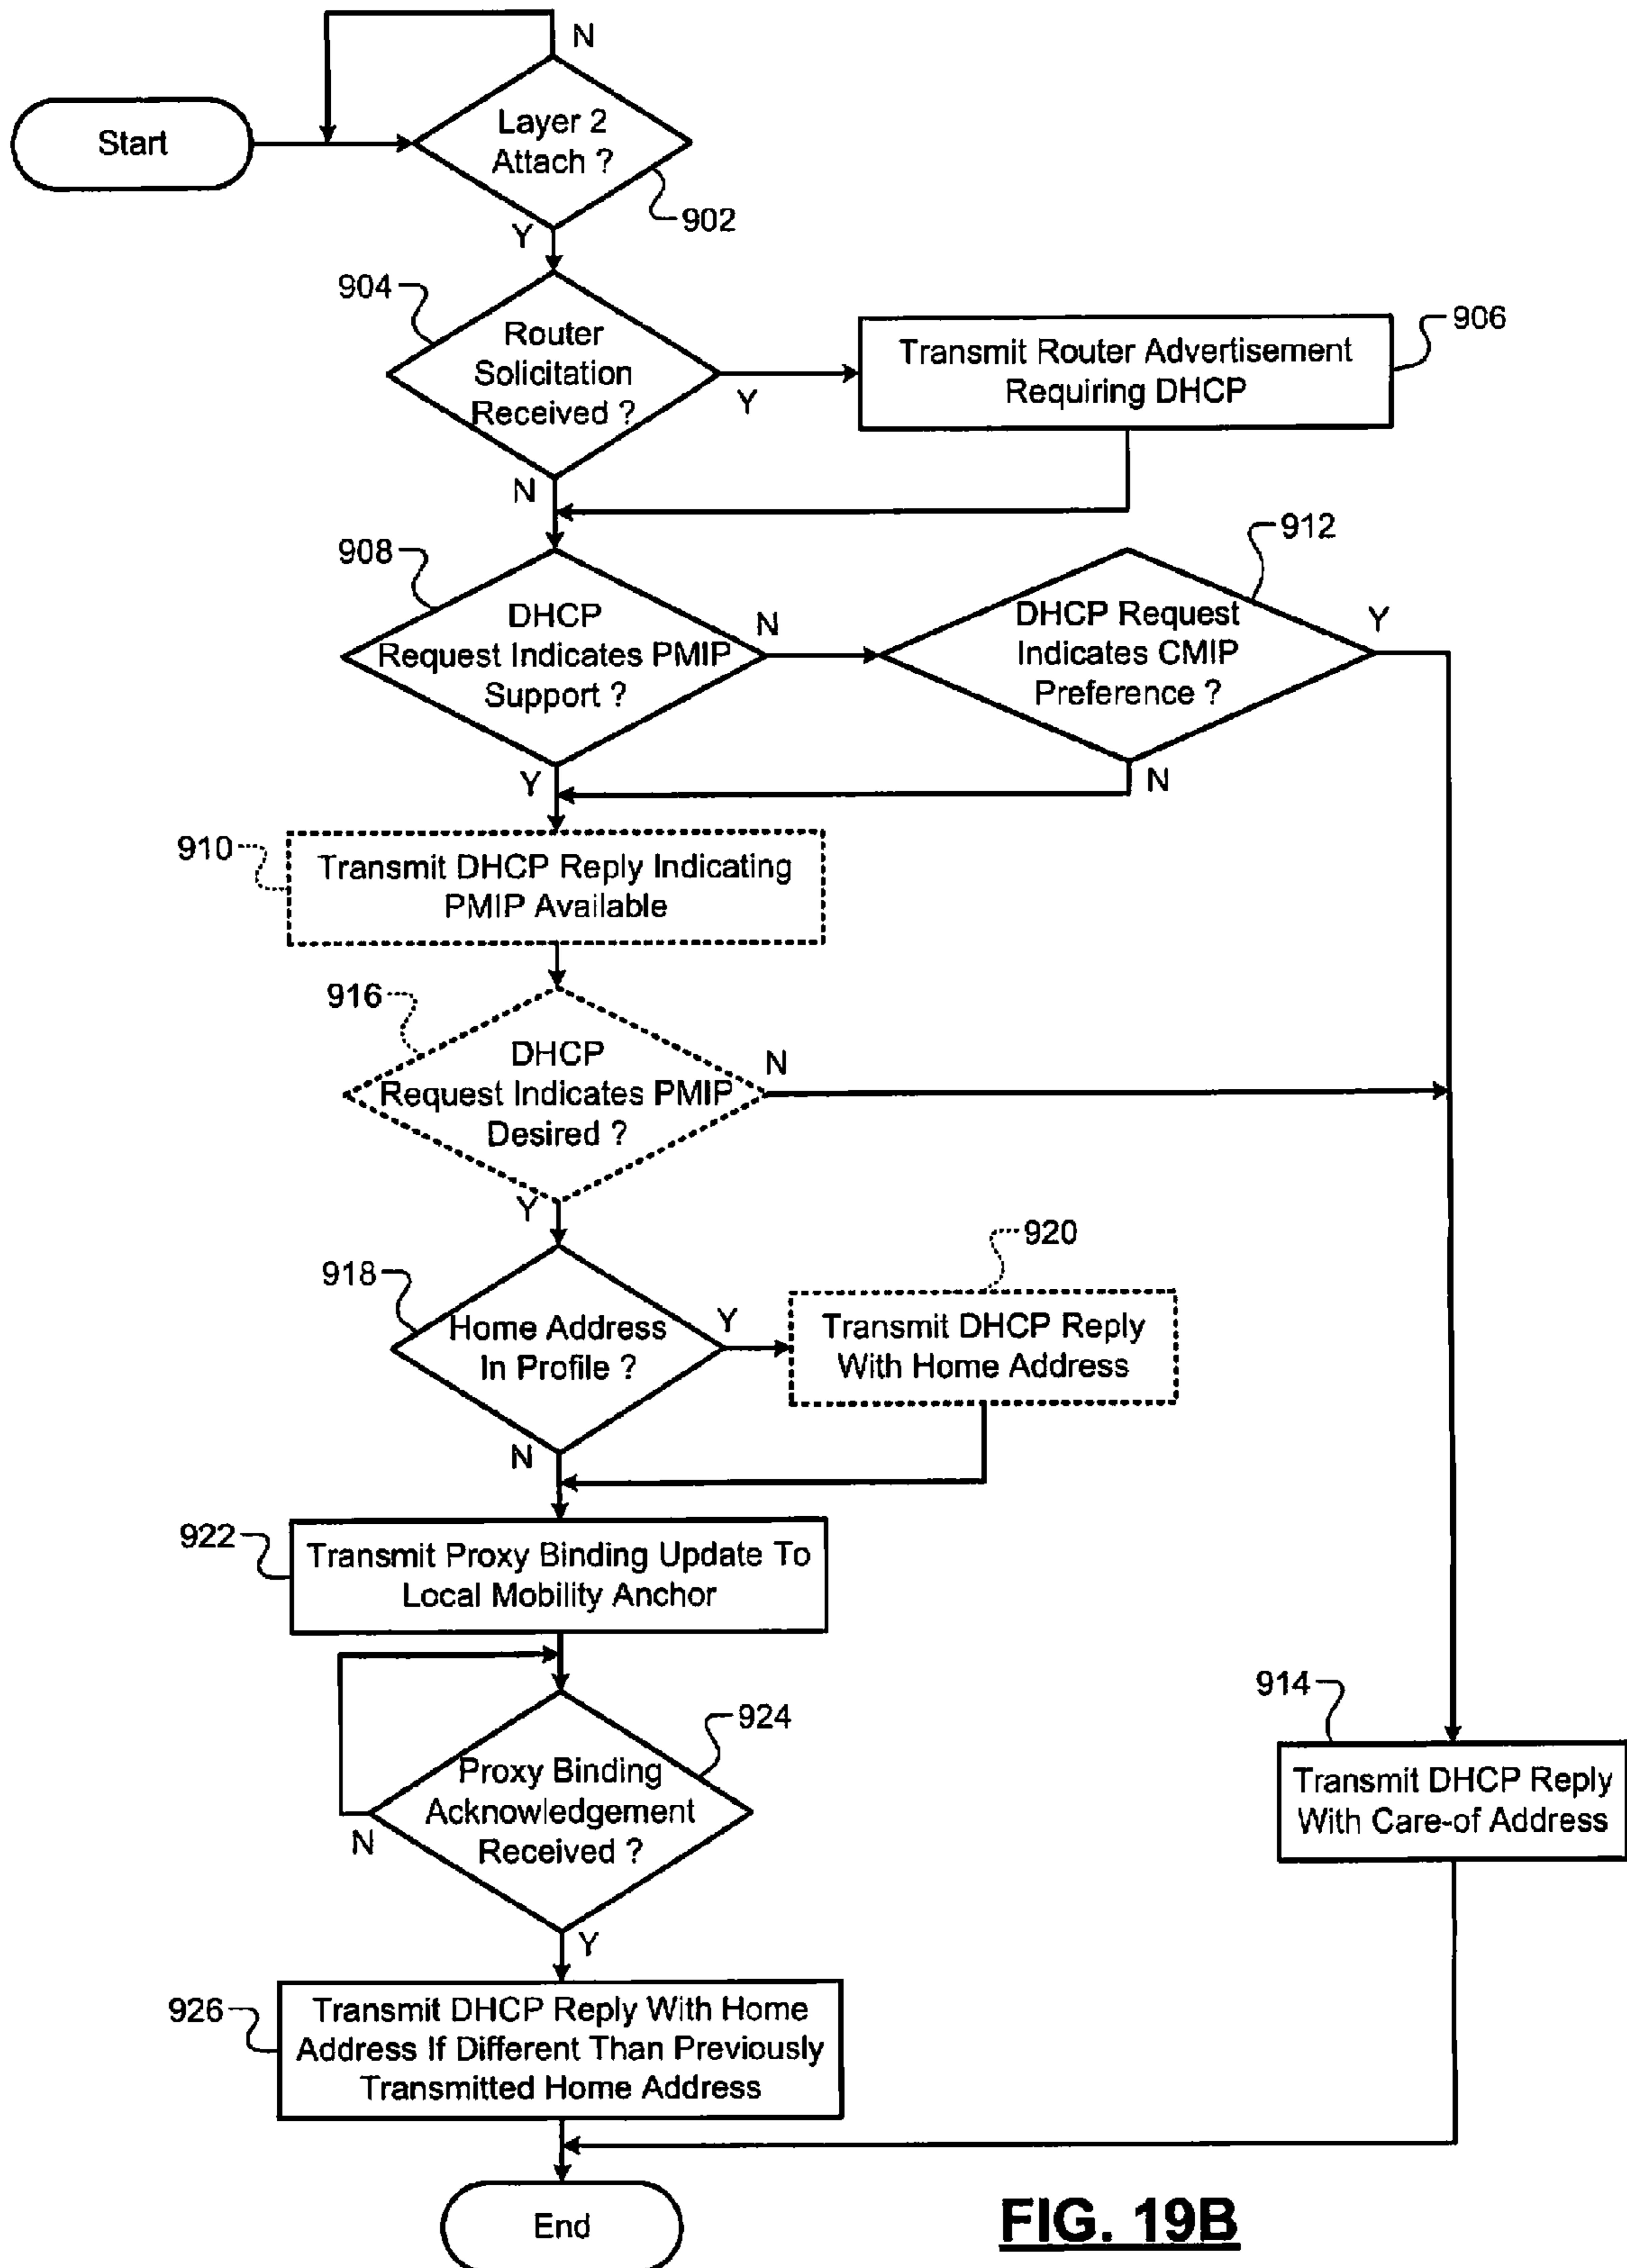 N
Start
Layer 2
Attach ?
902
Y
904
Router
Solicitation
Received ?
Y
Transmit Router Advertisement
Requiring DHCP
906
N
908
DHCP
Request Indicates PMIP
Support ?
N
912
DHCP Request
Indicates CMIP
Preference ?
Y
Y
N
910
Transmit DHCP Reply Indicating
PMIP Available
916
DHCP
Request Indicates PMIP
Desired ?
N
Y
918
Home Address
In Profile ?
Y
920
Transmit DHCP Reply
With Home Address
N
922
Transmit Proxy Binding Update To
Local Mobility Anchor
924
Proxy Binding
Acknowledgement
Received ?
N
914
Transmit DHCP Reply
With Care-of Address
Y
926
Transmit DHCP Reply With Home
Address If Different Than Previously
Transmitted Home Address
End
FIG. 19B